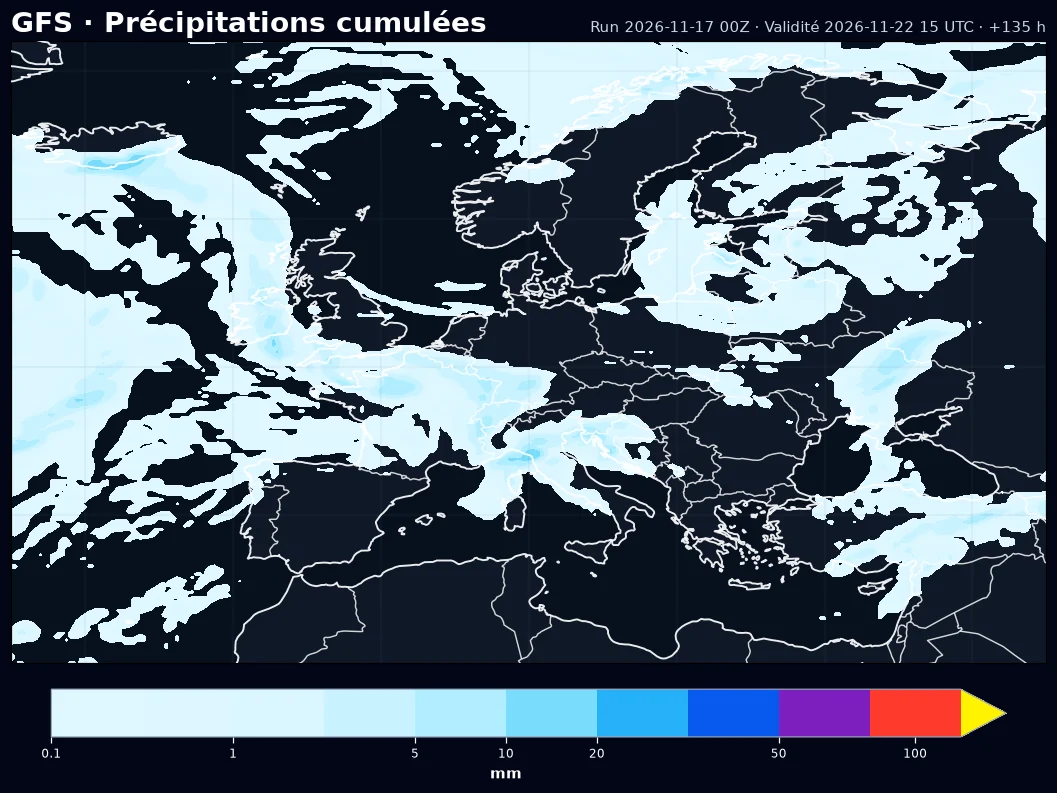 GFS · Précipitations cumulées
Run 2026-11-17 00Z · Validité 2026-11-22 15 UTC · +135 h
0.1 1 5 10 20 50 100
mm